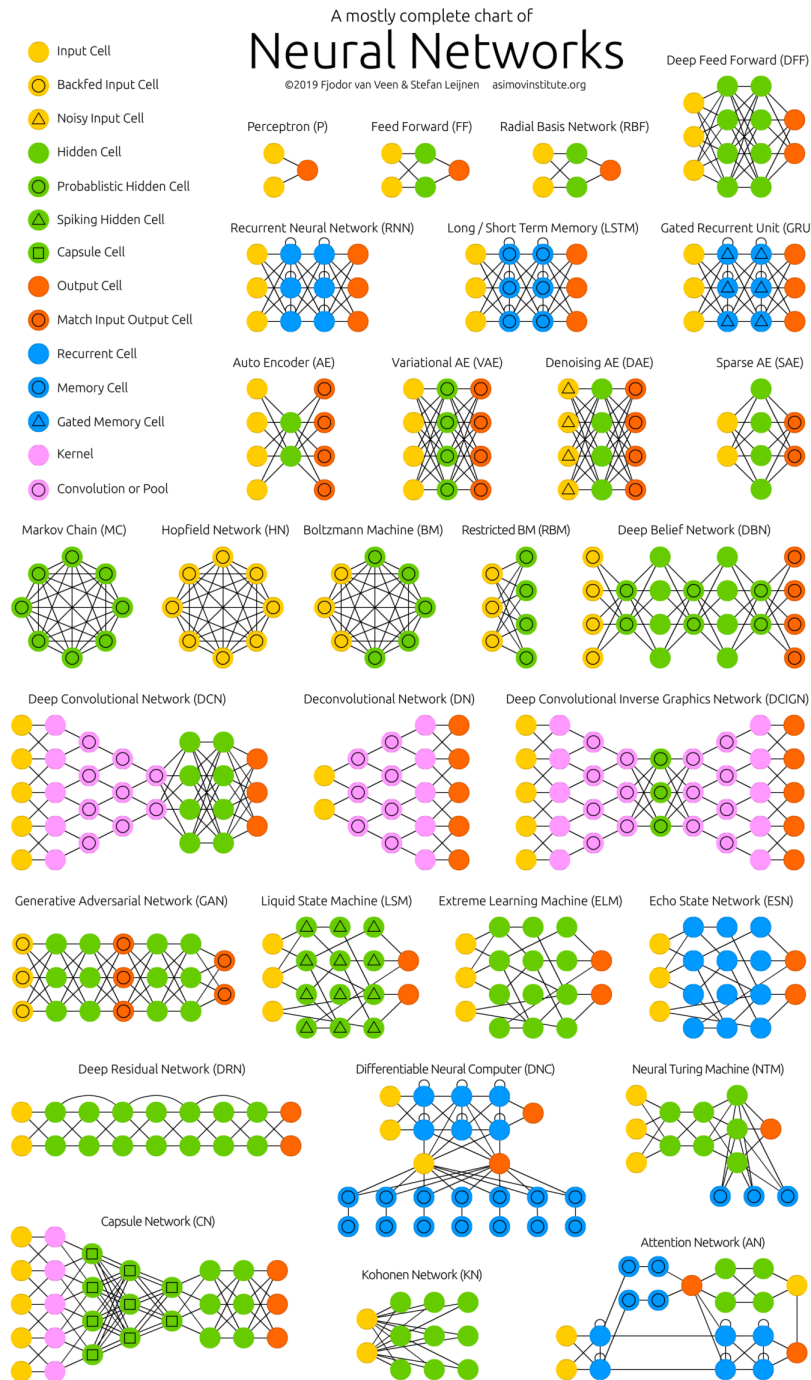 A mostly complete chart of
Neural Networks
©2019 Fjodor van Veen & Stefan Leijnen asimovinstitute.org
Input Cell
Backfed Input Cell
Noisy Input Cell
Hidden Cell
Probablistic Hidden Cell
Spiking Hidden Cell
Capsule Cell
Output Cell
Match Input Output Cell
Recurrent Cell
Memory Cell
Gated Memory Cell
Kernel
Convolution or Pool
Deep Feed Forward (DFF)
Perceptron (P)
Feed Forward (FF)
Radial Basis Network (RBF)
Recurrent Neural Network (RNN)
Long / Short Term Memory (LSTM)
Gated Recurrent Unit (GRU)
Auto Encoder (AE)
Variational AE (VAE)
Denoising AE (DAE)
Sparse AE (SAE)
Markov Chain (MC)
Hopfield Network (HN)
Boltzmann Machine (BM)
Restricted BM (RBM)
Deep Belief Network (DBN)
Deep Convolutional Network (DCN)
Deconvolutional Network (DN)
Deep Convolutional Inverse Graphics Network (DCIGN)
Generative Adversarial Network (GAN)
Liquid State Machine (LSM)
Extreme Learning Machine (ELM)
Echo State Network (ESN)
Deep Residual Network (DRN)
Differentiable Neural Computer (DNC)
Neural Turing Machine (NTM)
Capsule Network (CN)
Kohonen Network (KN)
Attention Network (AN)